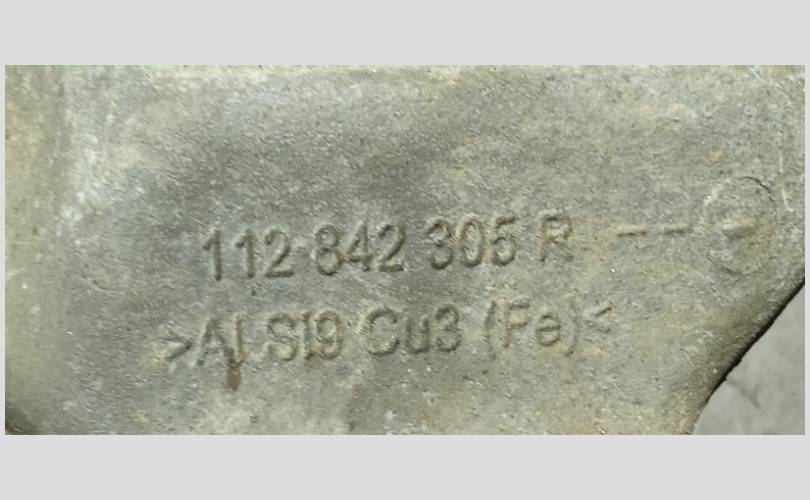 112 842 305 R --
>Al Si9 Cu3 (Fe)<